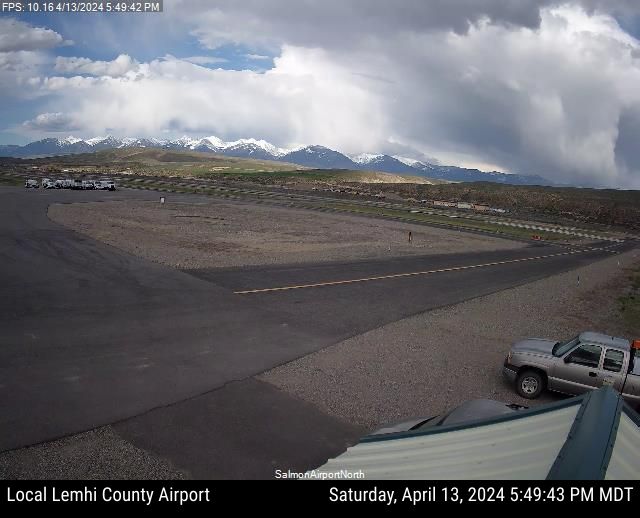 FPS: 10.16 4/13/2024 5:49:42 PM
SalmonAirportNorth
Local Lemhi County Airport
Saturday, April 13, 2024 5:49:43 PM MDT